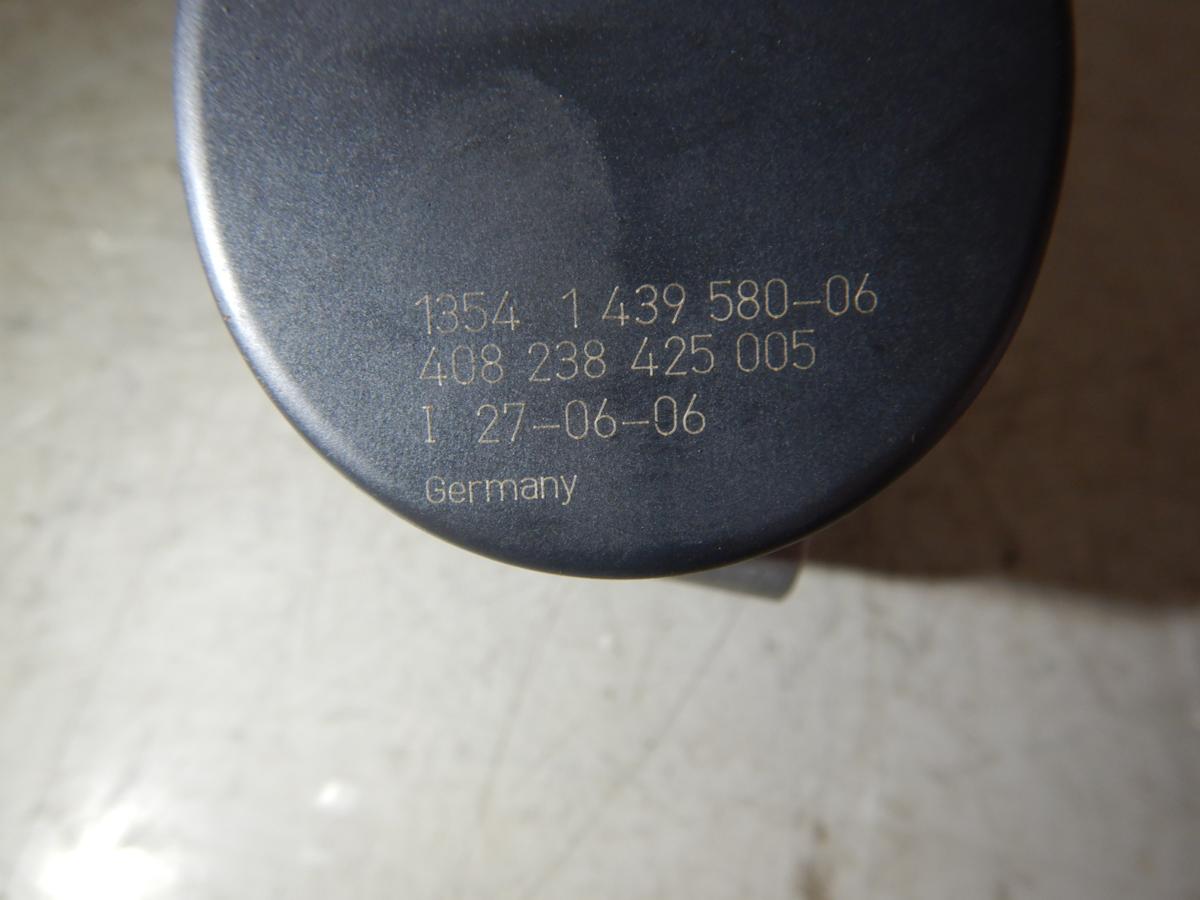 1354 1 439 580-06
408 238 425 005
I 27-06-06
Germany